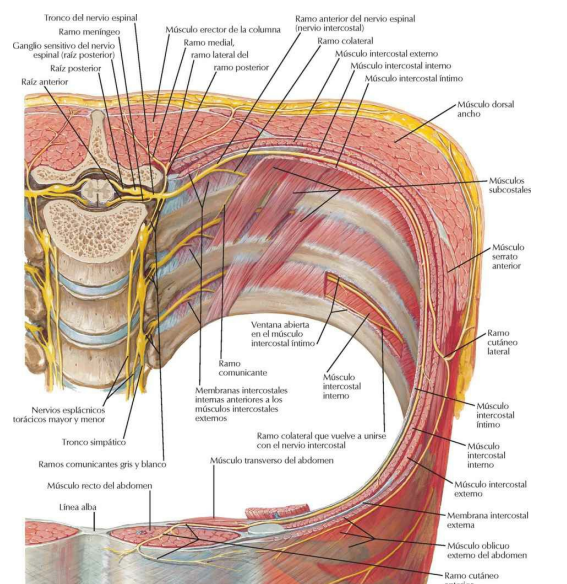 Tronco del nervio espinal
Ramo meníngeo
Ganglio sensitivo del nervio
espinal (raíz posterior)
Raíz posterior
Raíz anterior
Músculo erector de la columna
Ramo medial,
ramo lateral del
ramo posterior
Ramo anterior del nervio espinal
(nervio intercostal)
Ramo colateral
Músculo intercostal externo
Músculo intercostal interno
Músculo intercostal íntimo
Músculo dorsal
ancho
Músculos
subcostales
Músculo
serrato
anterior
Ventana abierta
en el músculo
intercostal íntimo
Ramo
cutáneo
lateral
Ramo
comunicante
Músculo
intercostal
interno
Membranas intercostales
internas anteriores a los
músculos intercostales
externos
Nervios esplácnicos
torácicos mayor y menor
Músculo
intercostal
íntimo
Tronco simpático
Ramo colateral que vuelve a unirse
con el nervio intercostal
Músculo
intercostal
interno
Ramos comunicantes gris y blanco
Músculo transverso del abdomen
Músculo recto del abdomen
Músculo intercostal
externo
Línea alba
Membrana intercostal
externa
Músculo oblicuo
externo del abdomen
Ramo cutáneo